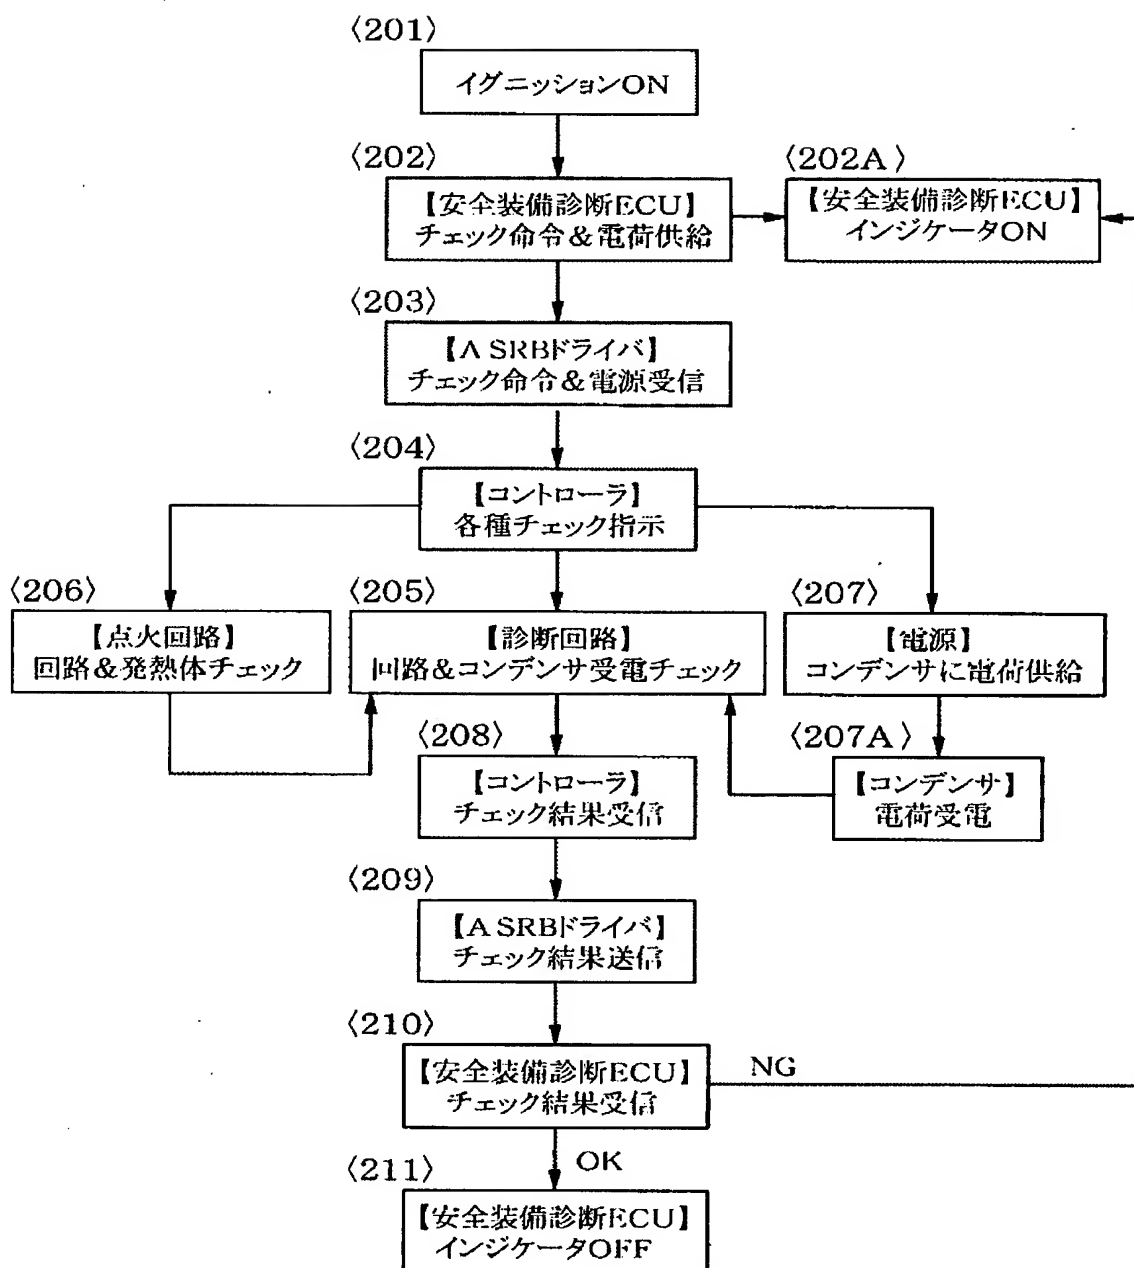 〈201〉
イグニッションON
〈202〉
【安全装備診断ECU】
チェック命令＆電荷供給
〈202A〉
【安全装備診断ECU】
インジケータON
〈203〉
【A SRBドライバ】
チェック命令＆電源受信
〈204〉
【コントローラ】
各種チェック指示
〈206〉
【点火回路】
回路＆発熱体チェック
〈205〉
【診断回路】
回路＆コンデンサ受電チェック
〈207〉
【電源】
コンデンサに電荷供給
〈207A〉
【コンデンサ】
電荷受電
〈208〉
【コントローラ】
チェック結果受信
〈209〉
【A SRBドライバ】
チェック結果送信
〈210〉
【安全装備診断ECU】
チェック結果受信
NG
OK
〈211〉
【安全装備診断ECU】
インジケータOFF